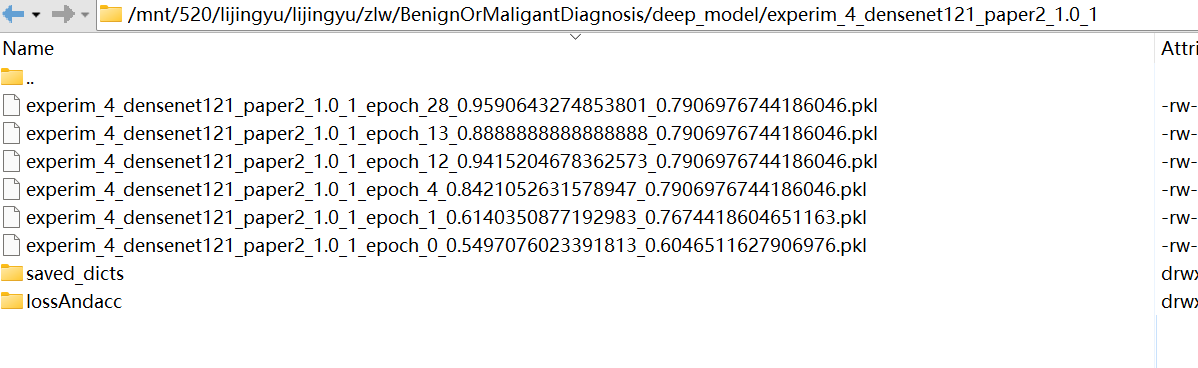 /mnt/520/lijingyu/lijingyu/zlw/BenignOrMaligantDiagnosis/deep_model/experim_4_densenet121_paper2_1.0_1
Name Attri
..
experim_4_densenet121_paper2_1.0_1_epoch_28_0.9590643274853801_0.7906976744186046.pkl -rw-
experim_4_densenet121_paper2_1.0_1_epoch_13_0.8888888888888888_0.7906976744186046.pkl -rw-
experim_4_densenet121_paper2_1.0_1_epoch_12_0.9415204678362573_0.7906976744186046.pkl -rw-
experim_4_densenet121_paper2_1.0_1_epoch_4_0.8421052631578947_0.7906976744186046.pkl -rw-
experim_4_densenet121_paper2_1.0_1_epoch_1_0.6140350877192983_0.7674418604651163.pkl -rw-
experim_4_densenet121_paper2_1.0_1_epoch_0_0.5497076023391813_0.6046511627906976.pkl -rw-
saved_dicts drwx
lossAndacc drwx